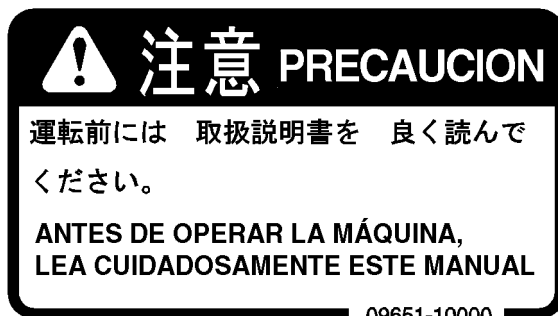 注意 PRECAUCION
運転前には 取扱説明書を 良く読んで
ください。
ANTES DE OPERAR LA MÁQUINA,
LEA CUIDADOSAMENTE ESTE MANUAL
09651-10000